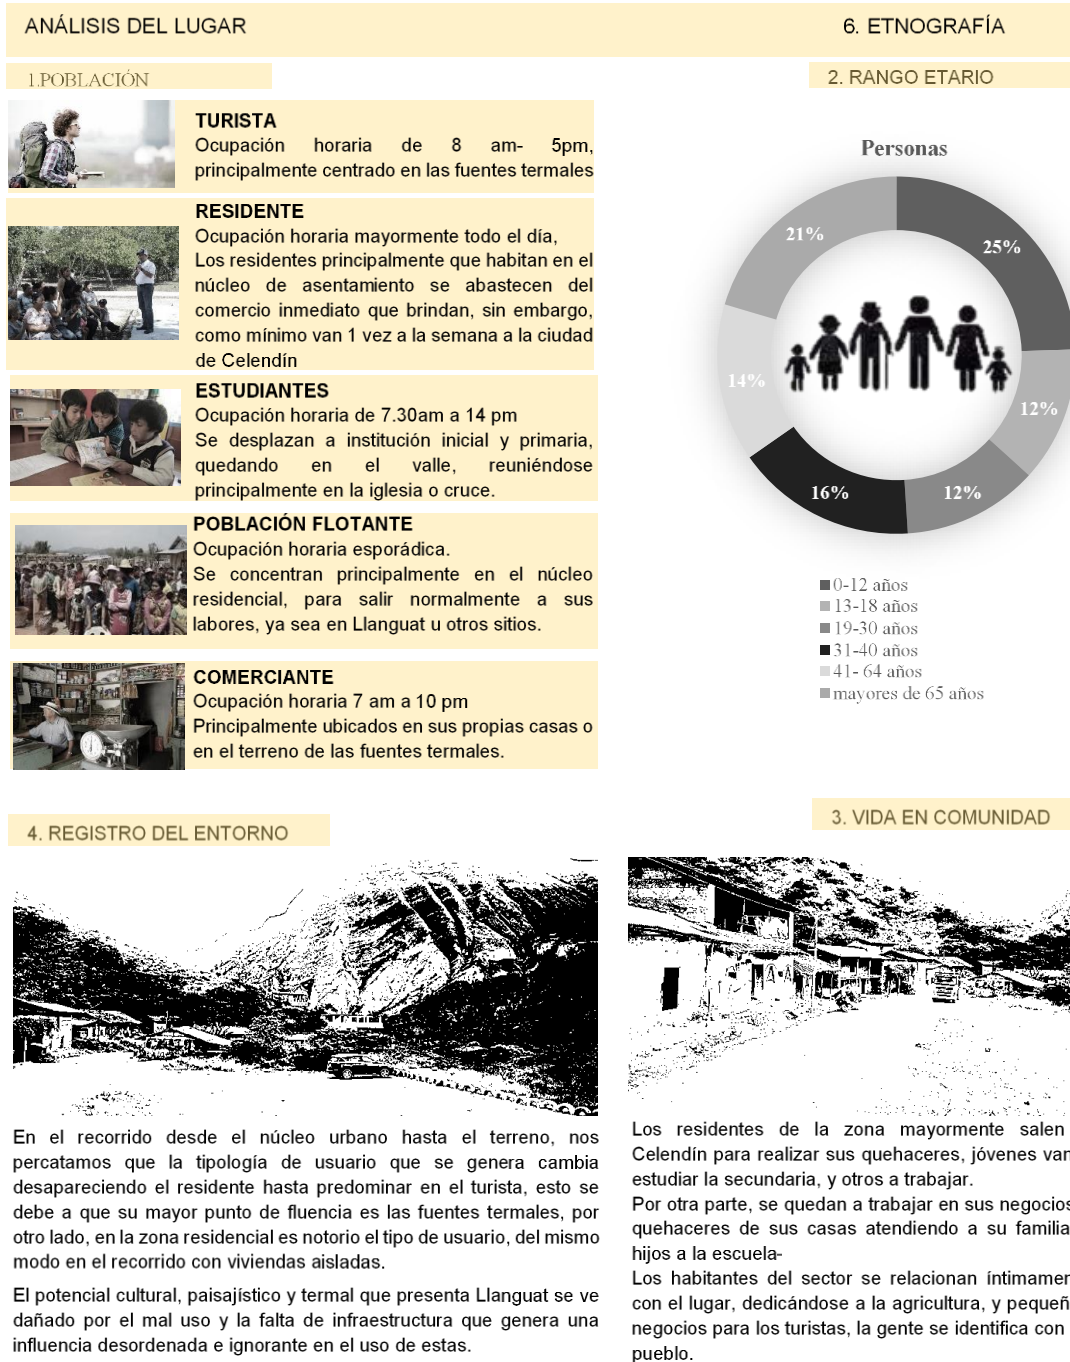 ANÁLISIS DEL LUGAR
6. ETNOGRAFÍA
1.POBLACIÓN
TURISTA
Ocupación horaria de 8 am- 5pm,
principalmente centrado en las fuentes termales
RESIDENTE
Ocupación horaria mayormente todo el día,
Los residentes principalmente que habitan en el
núcleo de asentamiento se abastecen del
comercio inmediato que brindan, sin embargo,
como mínimo van 1 vez a la semana a la ciudad
de Celendín
ESTUDIANTES
Ocupación horaria de 7.30am a 14 pm
Se desplazan a institución inicial y primaria,
quedando en el valle, reuniéndose
principalmente en la iglesia o cruce.
POBLACIÓN FLOTANTE
Ocupación horaria esporádica.
Se concentran principalmente en el núcleo
residencial, para salir normalmente a sus
labores, ya sea en Llanguat u otros sitios.
COMERCIANTE
Ocupación horaria 7 am a 10 pm
Principalmente ubicados en sus propias casas o
en el terreno de las fuentes termales.
2. RANGO ETARIO
Personas
21%
25%
14%
12%
16%
12%
0-12 años
13-18 años
19-30 años
31-40 años
41- 64 años
mayores de 65 años
4. REGISTRO DEL ENTORNO
En el recorrido desde el núcleo urbano hasta el terreno, nos
percatamos que la tipología de usuario que se genera cambia
desapareciendo el residente hasta predominar en el turista, esto se
debe a que su mayor punto de fluencia es las fuentes termales, por
otro lado, en la zona residencial es notorio el tipo de usuario, del mismo
modo en el recorrido con viviendas aisladas.
El potencial cultural, paisajístico y termal que presenta Llanguat se ve
dañado por el mal uso y la falta de infraestructura que genera una
influencia desordenada e ignorante en el uso de estas.
3. VIDA EN COMUNIDAD
Los residentes de la zona mayormente salen
Celendín para realizar sus quehaceres, jóvenes van
estudiar la secundaria, y otros a trabajar.
Por otra parte, se quedan a trabajar en sus negocios
quehaceres de sus casas atendiendo a su familia
hijos a la escuela-
Los habitantes del sector se relacionan íntimamen
con el lugar, dedicándose a la agricultura, y pequeñ
negocios para los turistas, la gente se identifica con
pueblo.